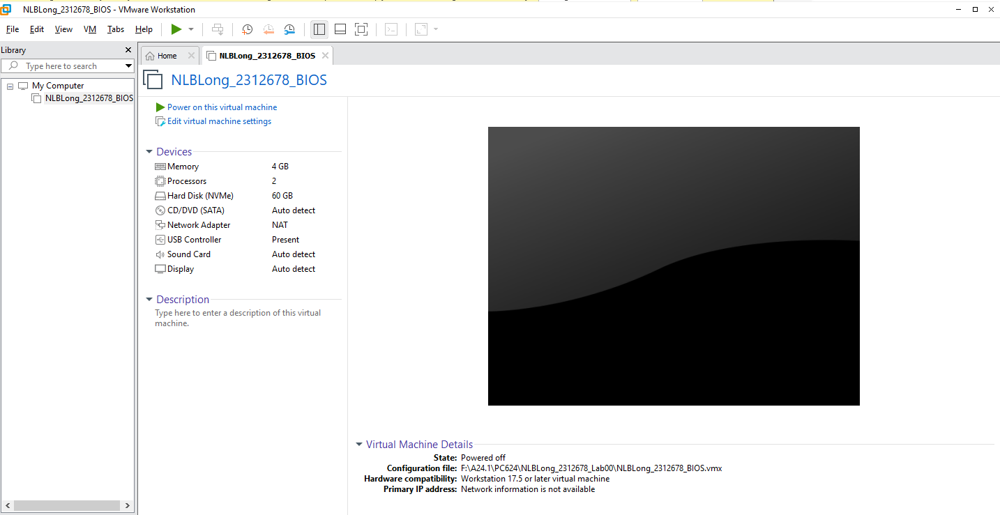 NLBLong_2312678_BIOS - VMware Workstation
File Edit View VM Tabs Help
Library
Type here to search
My Computer
NLBLong_2312678_BIOS
Home
NLBLong_2312678_BIOS
NLBLong_2312678_BIOS
Power on this virtual machine
Edit virtual machine settings
Devices
Memory 4 GB
Processors 2
Hard Disk (NVMe) 60 GB
CD/DVD (SATA) Auto detect
Network Adapter NAT
USB Controller Present
Sound Card Auto detect
Display Auto detect
Description
Type here to enter a description of this virtual
machine.
Virtual Machine Details
State: Powered off
Configuration file: F:\A24.1\PC624\NLBLong_2312678_Lab00\NLBLong_2312678_BIOS.vmx
Hardware compatibility: Workstation 17.5 or later virtual machine
Primary IP address: Network information is not available